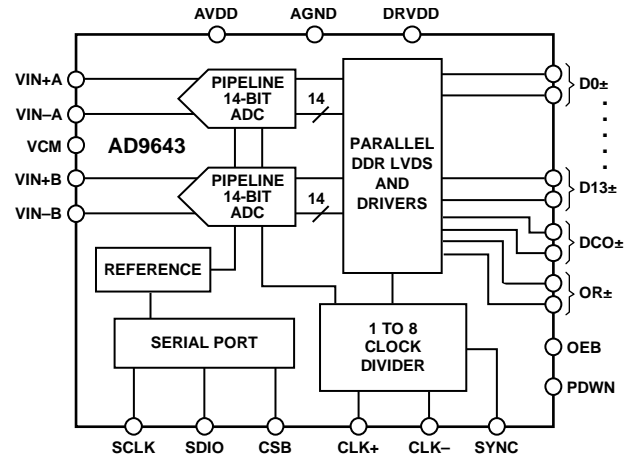 AVDD AGND DRVDD
VIN+A
VIN–A
VCM
VIN+B
VIN–B
AD9643
PIPELINE
14-BIT
ADC
14
PIPELINE
14-BIT
ADC
14
PARALLEL
DDR LVDS
AND
DRIVERS
D0±
D13±
DCO±
OR±
OEB
PDWN
REFERENCE
SERIAL PORT
1 TO 8
CLOCK
DIVIDER
SCLK SDIO CSB CLK+ CLK– SYNC